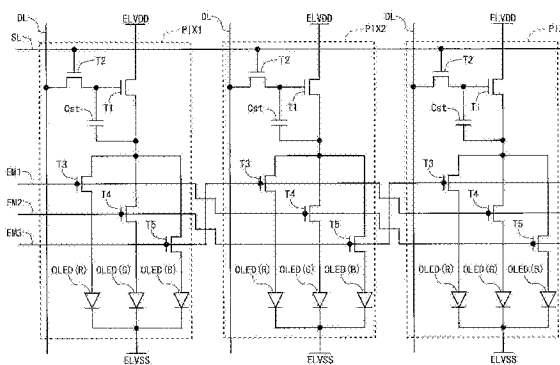 DL ELVDD DL ELVDD DL ELVDD
SL PIX1 PIX2
T2 T2 T2
Cst T1 Cst T1 Cst T1
T3 T3 T3
EM1
T4 T4 T4
EM2
T5 T5 T5
EM3
OLED(R) OLED(G) OLED(B) OLED(R) OLED(G) OLED(B) OLED(R) OLED(G) OLED(B)
ELVSS ELVSS ELVSS